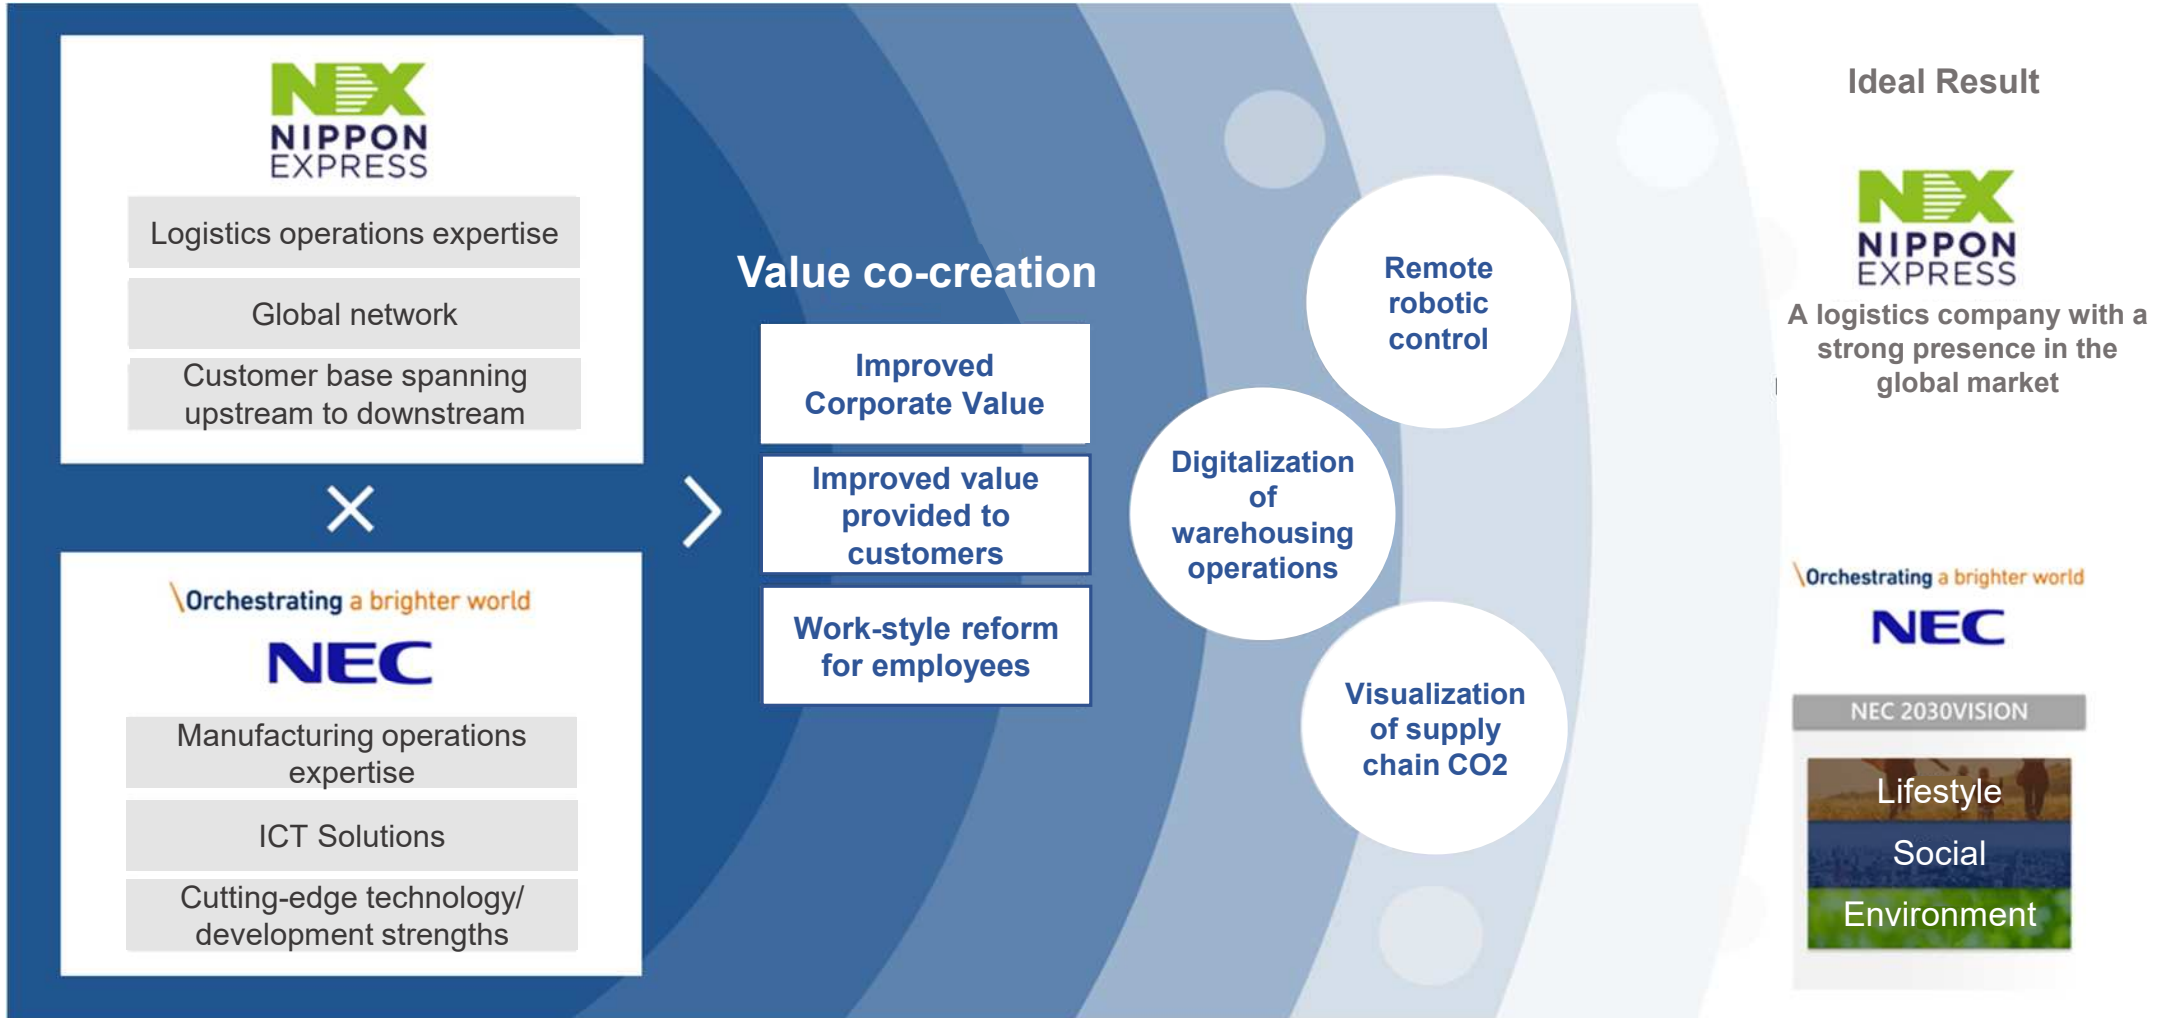 NX
NIPPON
EXPRESS
Logistics operations expertise
Global network
Customer base spanning
upstream to downstream
×
\Orchestrating a brighter world
NEC
Manufacturing operations
expertise
ICT Solutions
Cutting-edge technology/
development strengths
Value co-creation
Improved
Corporate Value
Improved value
provided to
customers
Work-style reform
for employees
Remote
robotic
control
Digitalization
of
warehousing
operations
Visualization
of supply
chain CO2
Ideal Result
NX
NIPPON
EXPRESS
A logistics company with a
strong presence in the
global market
\Orchestrating a brighter world
NEC
NEC 2030VISION
Lifestyle
Social
Environment